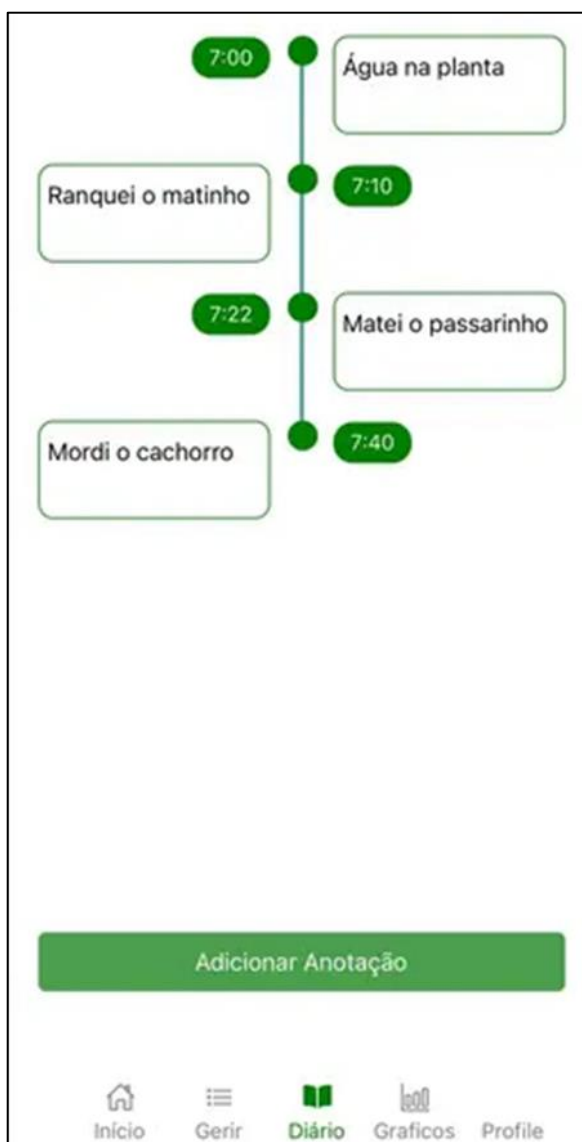 7:00
Água na planta
Ranquei o matinho
7:10
7:22
Matei o passarinho
Mordi o cachorro
7:40
Adicionar Anotação
Início Gerir Diário Graficos Profile